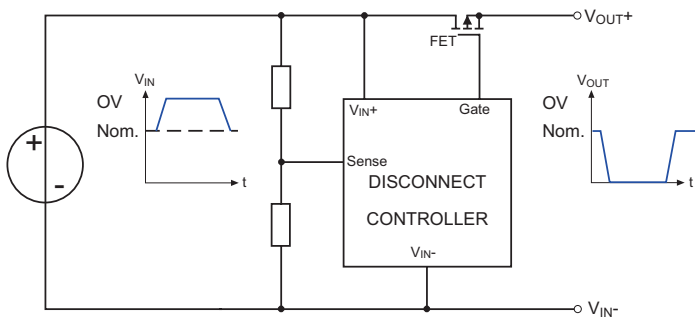 VOUT+
FET
VIN
OV
Nom.
t
VIN+
Gate
Sense
DISCONNECT
CONTROLLER
VIN-
VOUT
OV
Nom.
t
+
-
VIN-